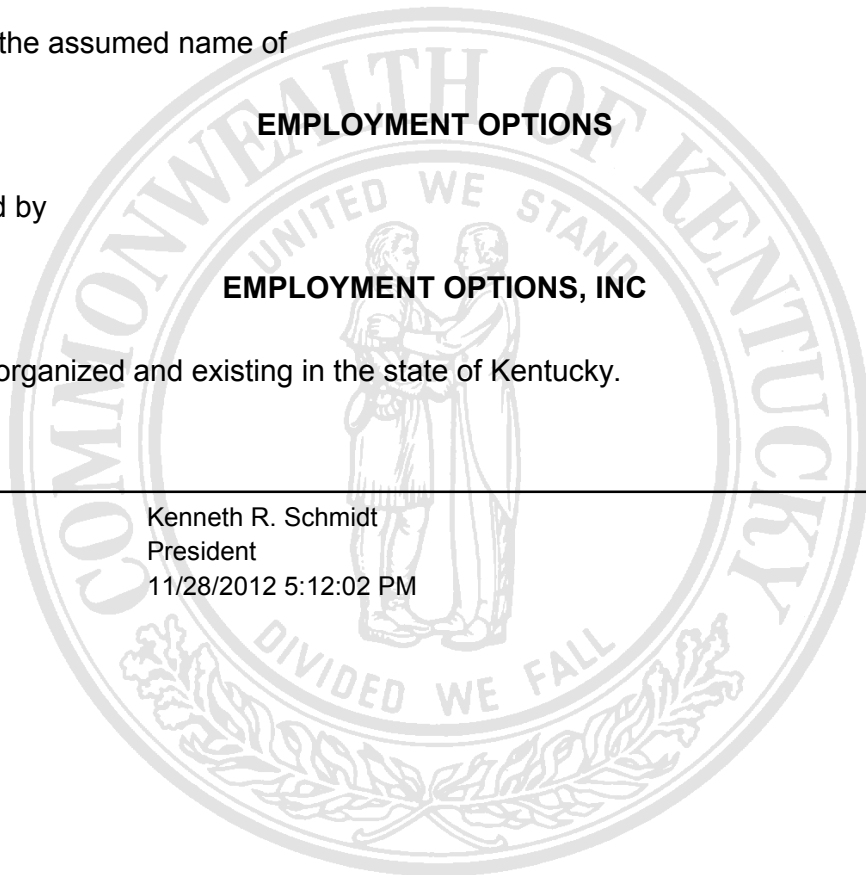 the assumed name of
EMPLOYMENT OPTIONS
d by
EMPLOYMENT OPTIONS, INC
organized and existing in the state of Kentucky.
Kenneth R. Schmidt
President
11/28/2012 5:12:02 PM
COMMONWEALTH OF KENTUCKY
UNITED WE STAND
DIVIDED WE FALL